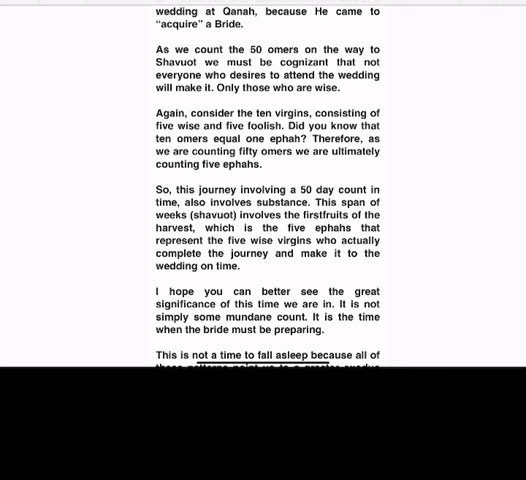 wedding at Qanah, because He came to
“acquire” a Bride.
As we count the 50 omers on the way to
Shavuot we must be cognizant that not
everyone who desires to attend the wedding
will make it. Only those who are wise.
Again, consider the ten virgins, consisting of
five wise and five foolish. Did you know that
ten omers equal one ephah? Therefore, as
we are counting fifty omers we are ultimately
counting five ephahs.
So, this journey involving a 50 day count in
time, also involves substance. This span of
weeks (shavuot) involves the firstfruits of the
harvest, which is the five ephahs that
represent the five wise virgins who actually
complete the journey and make it to the
wedding on time.
I hope you can better see the great
significance of this time we are in. It is not
simply some mundane count. It is the time
when the bride must be preparing.
This is not a time to fall asleep because all of